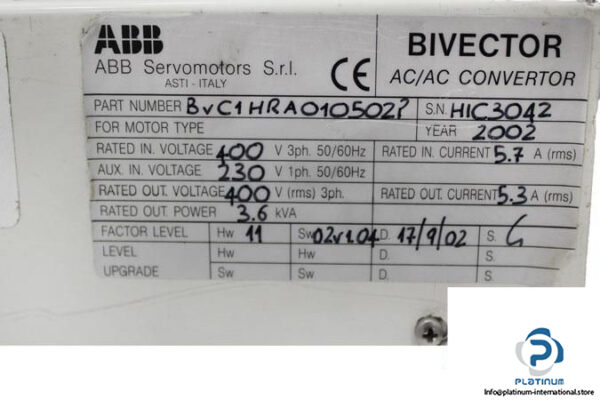 ABB
ABB Servomotors S.r.l.
ASTI - ITALY
CE
BIVECTOR
AC/AC CONVERTOR
PART NUMBER BvC1HRA010502P S.N. HIC3042
FOR MOTOR TYPE YEAR 2002
RATED IN. VOLTAGE 400 V 3ph. 50/60Hz RATED IN. CURRENT 5.7 A (rms)
AUX. IN VOLTAGE 230 V 1ph. 50/60Hz
RATED OUT. VOLTAGE 400 V (rms) 3ph. RATED OUT. CURRENT 5.3 A (rms)
RATED OUT. POWER 3.6 kVA
FACTOR LEVEL Hw 11 Sw 02v1.04 D. 17/9/02 S.
LEVEL Hw Hw D. S.
UPGRADE Sw Sw D. S.
PLATINUM
Info@platinum-international.store